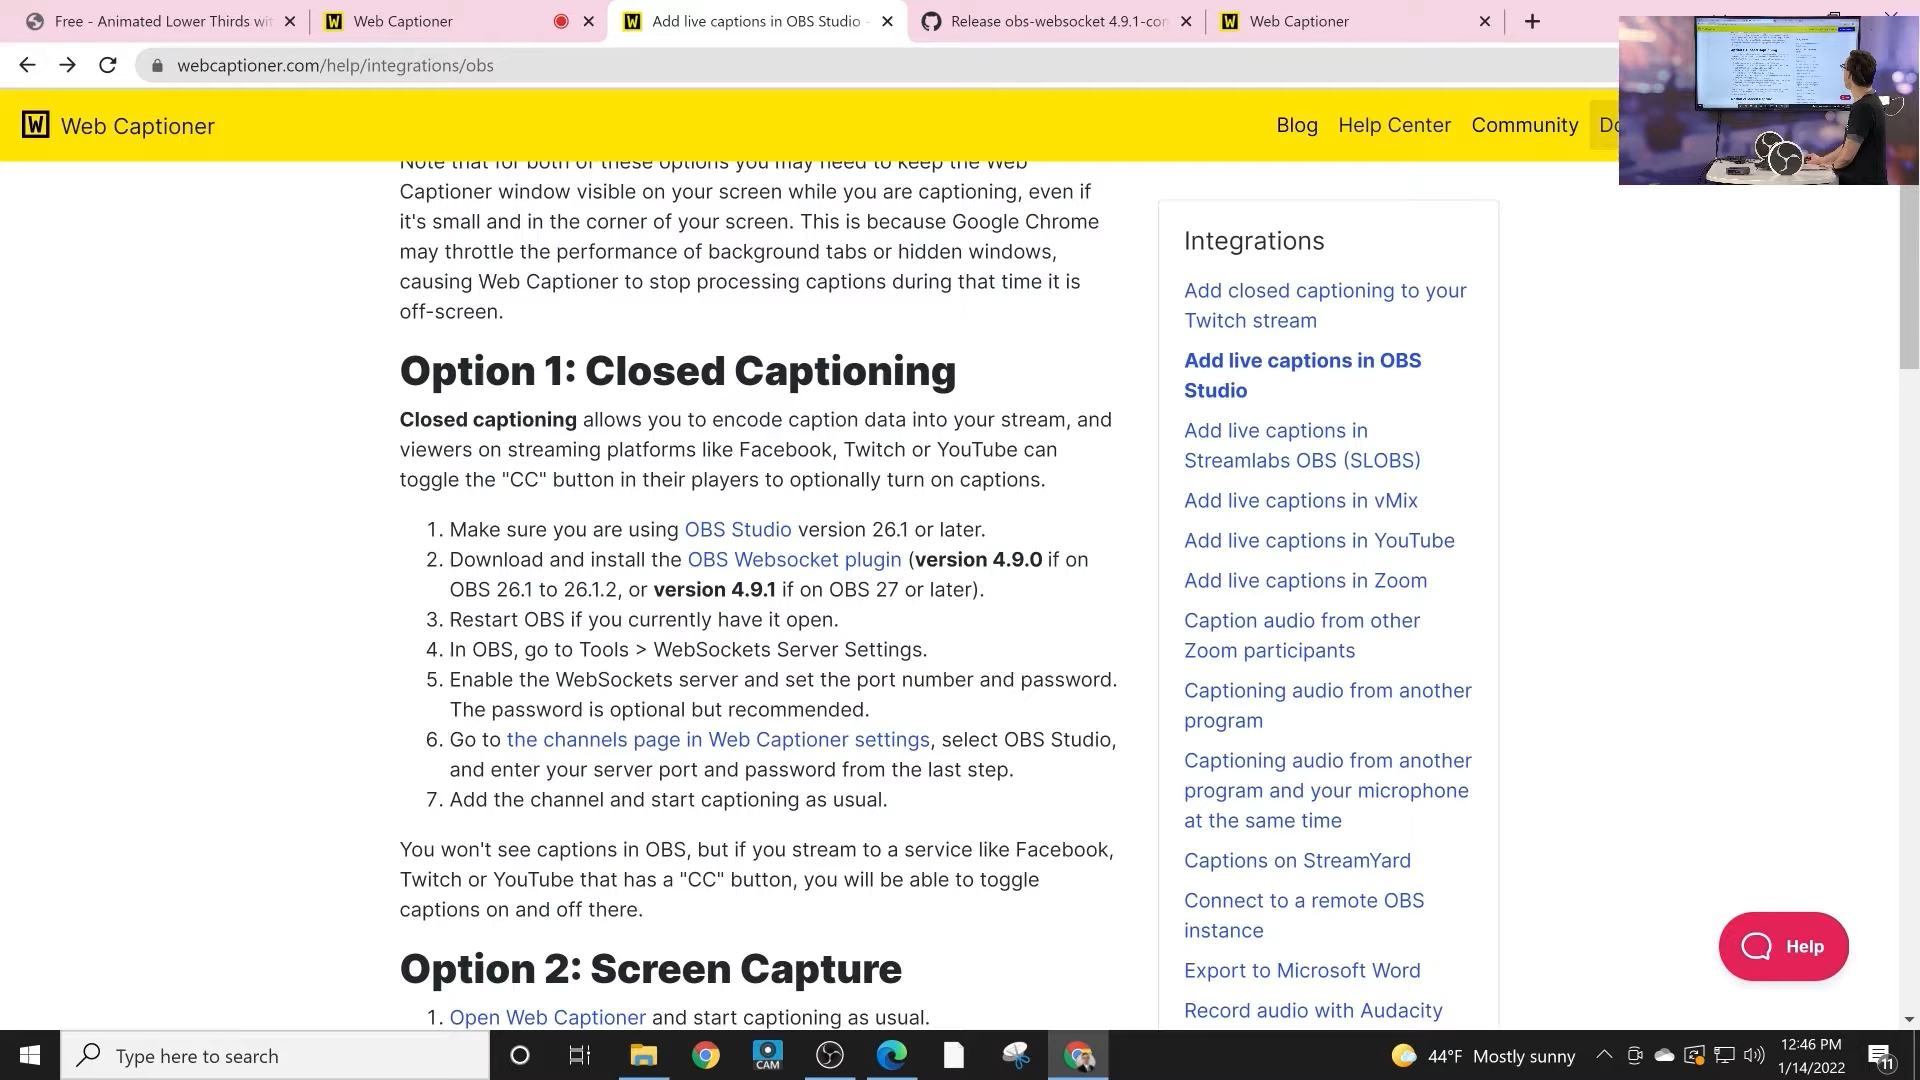 Free - Animated Lower Thirds wit
Web Captioner
Add live captions in OBS Studio -
Release obs-websocket 4.9.1-com
Web Captioner
webcaptioner.com/help/integrations/obs
Web Captioner
Blog
Help Center
Community
Do
Note that for both of these options you may need to keep the Web
Captioner window visible on your screen while you are captioning, even if
it's small and in the corner of your screen. This is because Google Chrome
may throttle the performance of background tabs or hidden windows,
causing Web Captioner to stop processing captions during that time it is
off-screen.
Option 1: Closed Captioning
Closed captioning allows you to encode caption data into your stream, and
viewers on streaming platforms like Facebook, Twitch or YouTube can
toggle the "CC" button in their players to optionally turn on captions.
1. Make sure you are using OBS Studio version 26.1 or later.
2. Download and install the OBS Websocket plugin (version 4.9.0 if on
OBS 26.1 to 26.1.2, or version 4.9.1 if on OBS 27 or later).
3. Restart OBS if you currently have it open.
4. In OBS, go to Tools > WebSockets Server Settings.
5. Enable the WebSockets server and set the port number and password.
The password is optional but recommended.
6. Go to the channels page in Web Captioner settings, select OBS Studio,
and enter your server port and password from the last step.
7. Add the channel and start captioning as usual.
You won't see captions in OBS, but if you stream to a service like Facebook,
Twitch or YouTube that has a "CC" button, you will be able to toggle
captions on and off there.
Option 2: Screen Capture
1. Open Web Captioner and start captioning as usual.
Integrations
Add closed captioning to your
Twitch stream
Add live captions in OBS
Studio
Add live captions in
Streamlabs OBS (SLOBS)
Add live captions in vMix
Add live captions in YouTube
Add live captions in Zoom
Caption audio from other
Zoom participants
Captioning audio from another
program
Captioning audio from another
program and your microphone
at the same time
Captions on StreamYard
Connect to a remote OBS
instance
Export to Microsoft Word
Record audio with Audacity
Help
Type here to search
CAM
44°F Mostly sunny
12:46 PM
1/14/2022
11